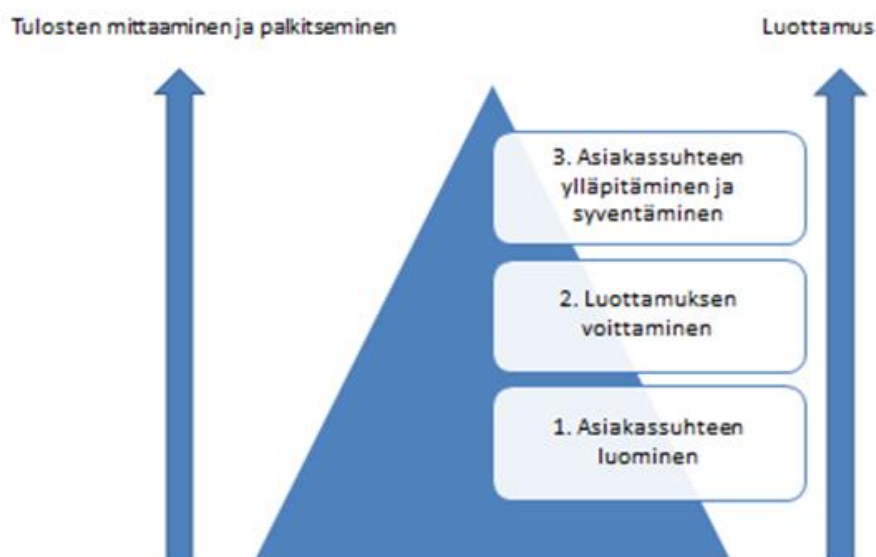 Tulosten mittaaminen ja palkitseminen
Luottamus
3. Asiakassuhteen
ylläpitäminen ja
syventäminen
2. Luottamuksen
voittaminen
1. Asiakassuhteen
luominen